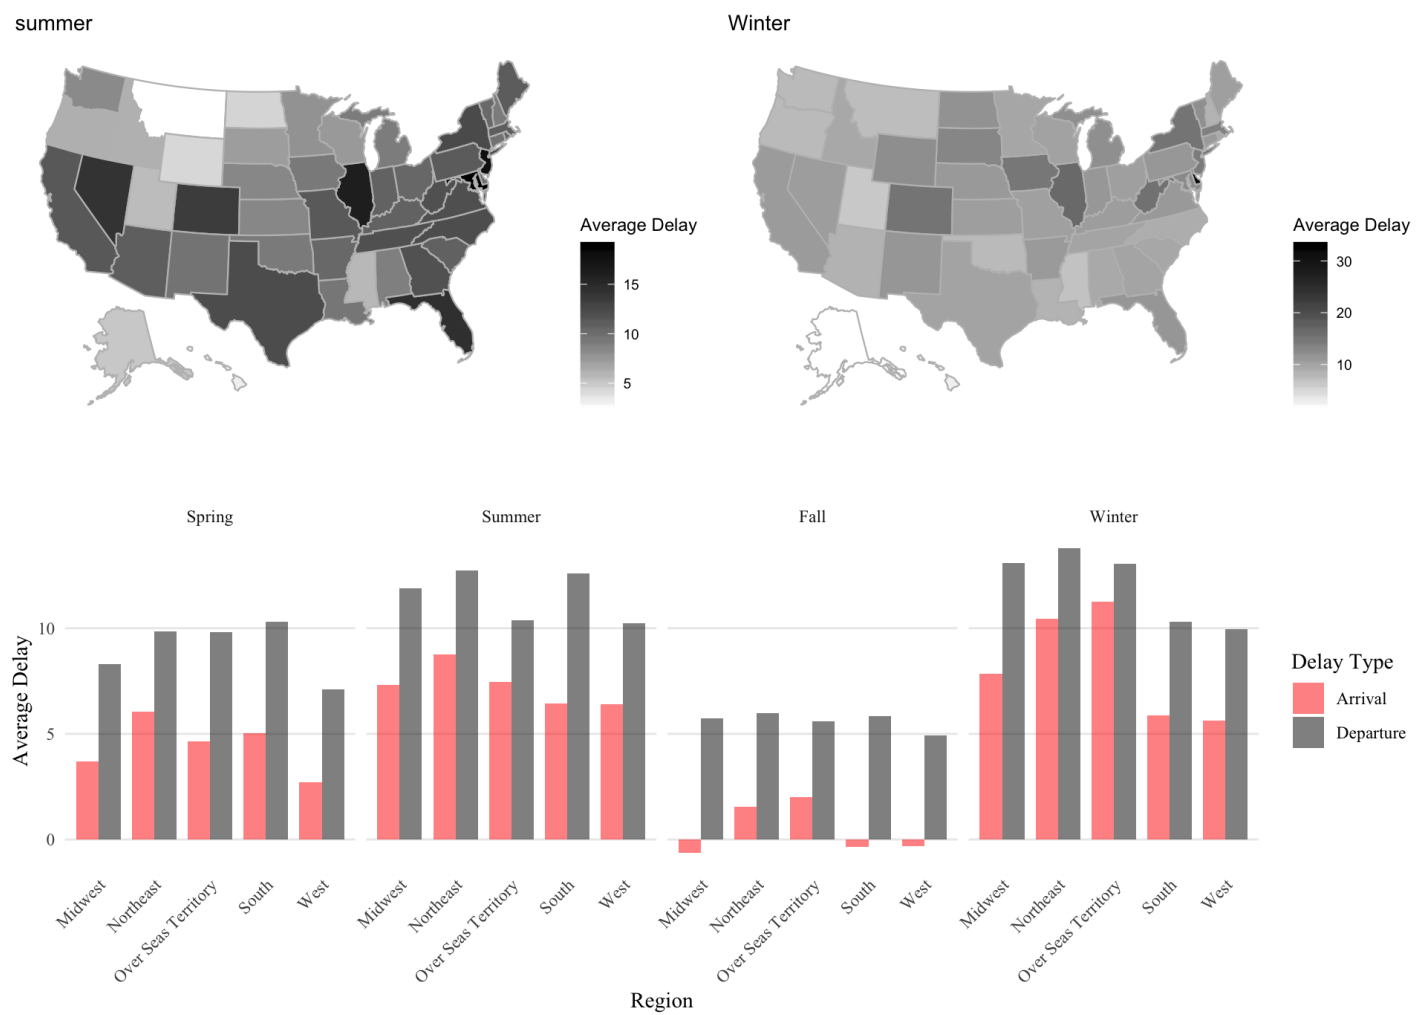 summer
Winter
Average Delay
15
10
5
Average Delay
30
20
10
Spring
Summer
Fall
Winter
Average Delay
10
5
0
Midwest
Northeast
Over Seas Territory
South
West
Midwest
Northeast
Over Seas Territory
South
West
Midwest
Northeast
Over Seas Territory
South
West
Midwest
Northeast
Over Seas Territory
South
West
Region
Delay Type
Arrival
Departure